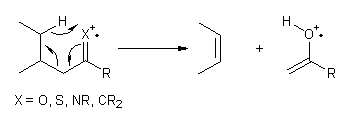 H
X+•
R
+
H
O+•
R
X = O, S, NR, CR₂